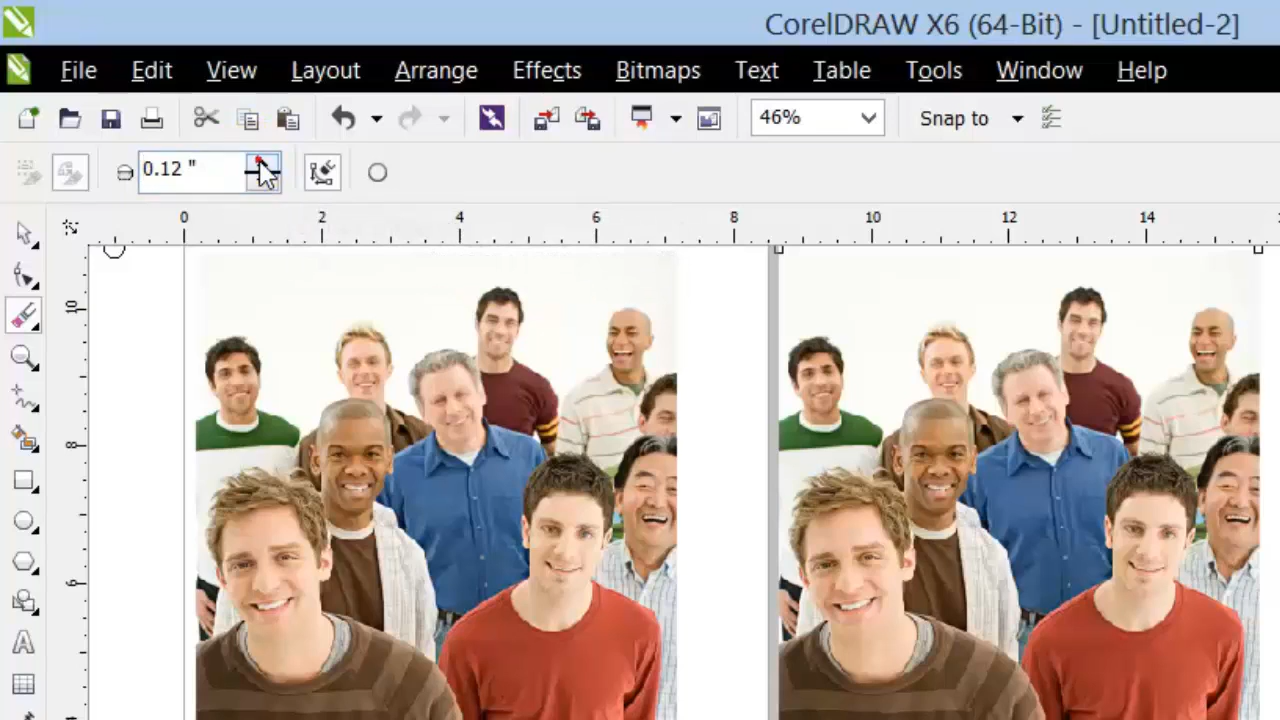 CorelDRAW X6 (64-Bit) - [Untitled-2]
File Edit View Layout Arrange Effects Bitmaps Text Table Tools Window Help
46% Snap to
0.12 "
0 2 4 6 8 10 12 14
10
8
6